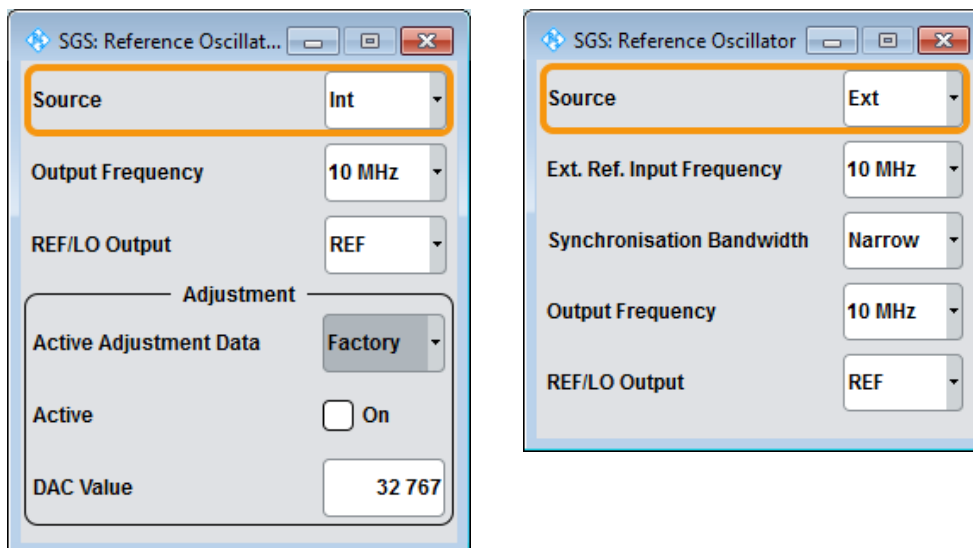 SGS: Reference Oscillat...
Source Int
Output Frequency 10 MHz
REF/LO Output REF
Adjustment
Active Adjustment Data Factory
Active On
DAC Value 32 767
SGS: Reference Oscillator
Source Ext
Ext. Ref. Input Frequency 10 MHz
Synchronisation Bandwidth Narrow
Output Frequency 10 MHz
REF/LO Output REF